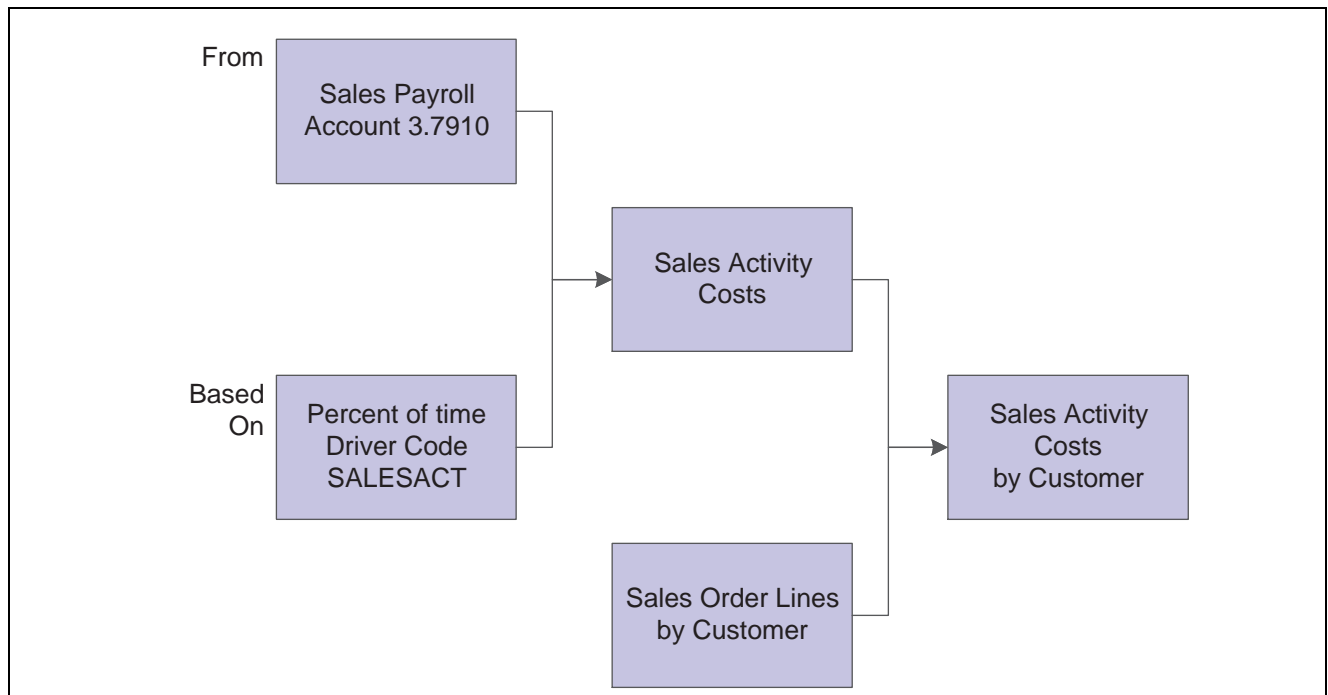 From
Sales Payroll
Account 3.7910
Sales Activity
Costs
Based
On
Percent of time
Driver Code
SALESACT
Sales Activity
Costs
by Customer
Sales Order Lines
by Customer